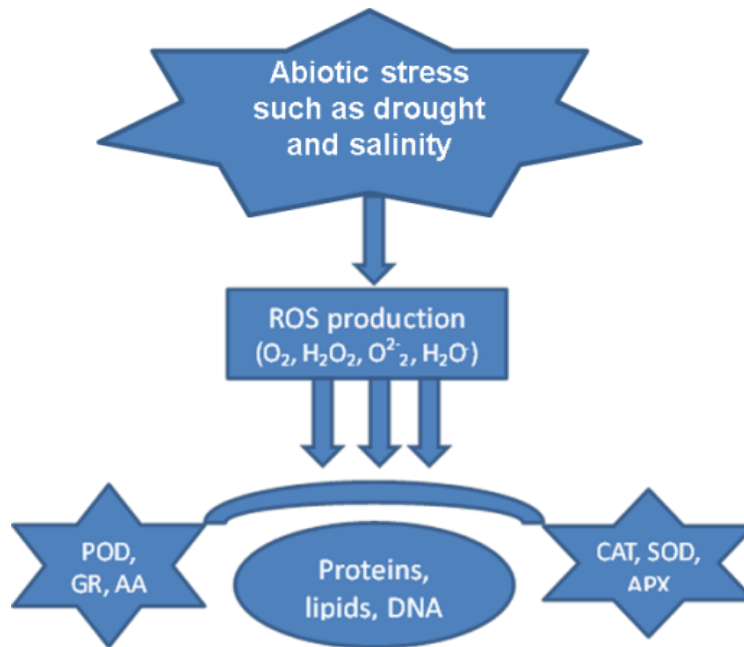 Abiotic stress
such as drought
and salinity
ROS production
(O₂, H₂O₂, O²⁻₂, H₂O·)
POD,
GR, AA
Proteins,
lipids, DNA
CAT, SOD,
APX